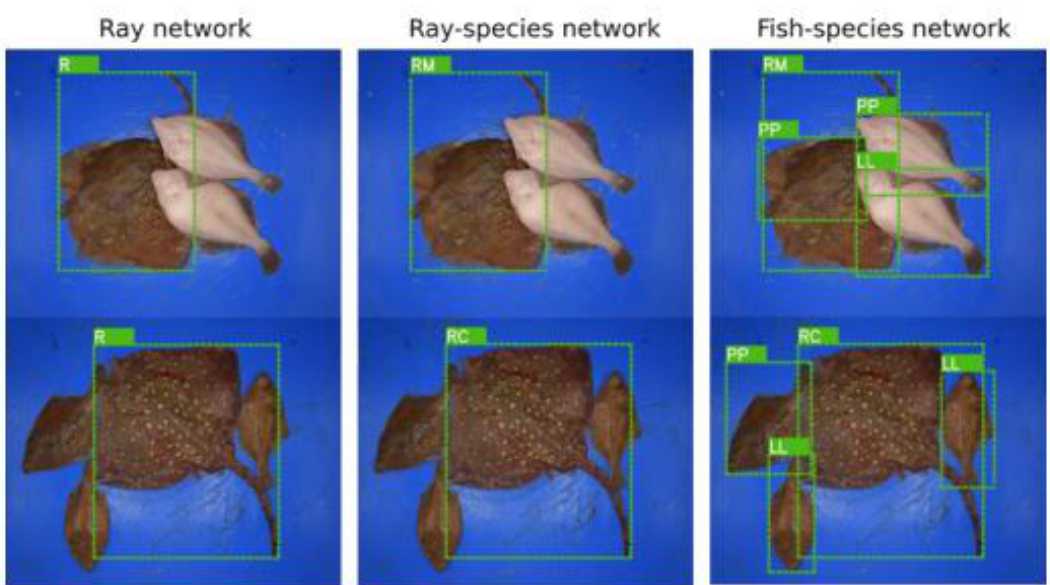 Ray network
Ray-species network
Fish-species network
R
RM
RM
PP
PP
LL
R
RC
RC
PP
LL
LL